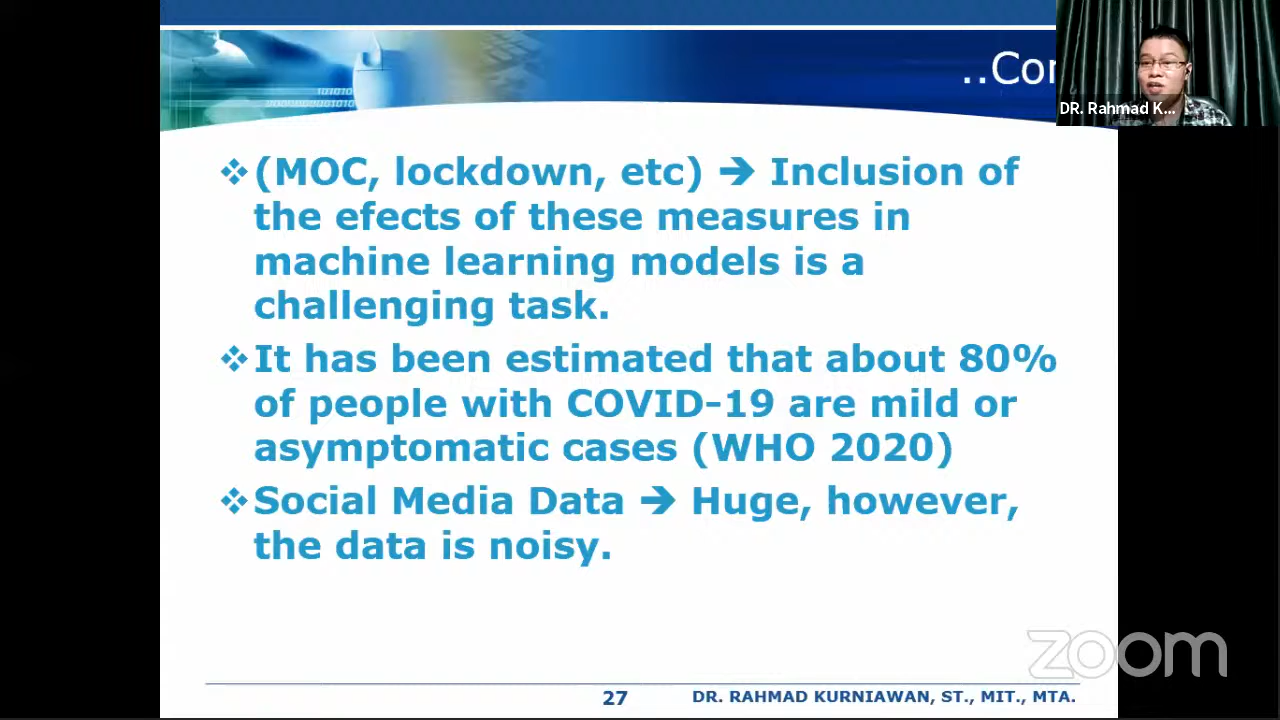 ..Con
DR. Rahmad K...
❖(MOC, lockdown, etc) ➔ Inclusion of
the efects of these measures in
machine learning models is a
challenging task.
❖It has been estimated that about 80%
of people with COVID-19 are mild or
asymptomatic cases (WHO 2020)
❖Social Media Data ➔ Huge, however,
the data is noisy.
zoom
27
DR. RAHMAD KURNIAWAN, ST., MIT., MTA.